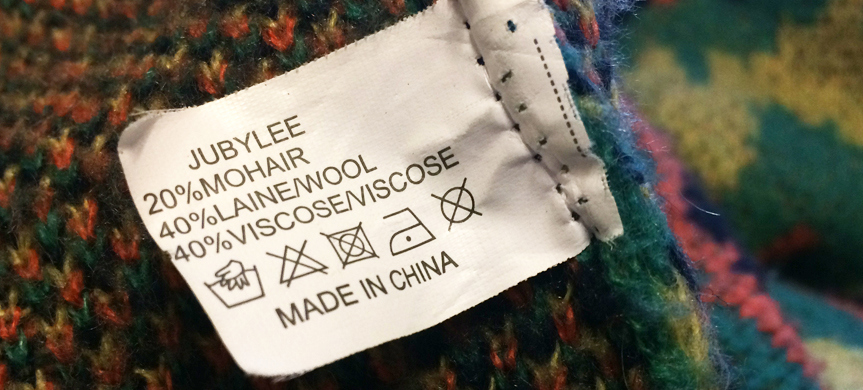 JUBYLEE
20%MOHAIR
40%LAINE/WOOL
40%VISCOSE/VISCOSE
MADE IN CHINA